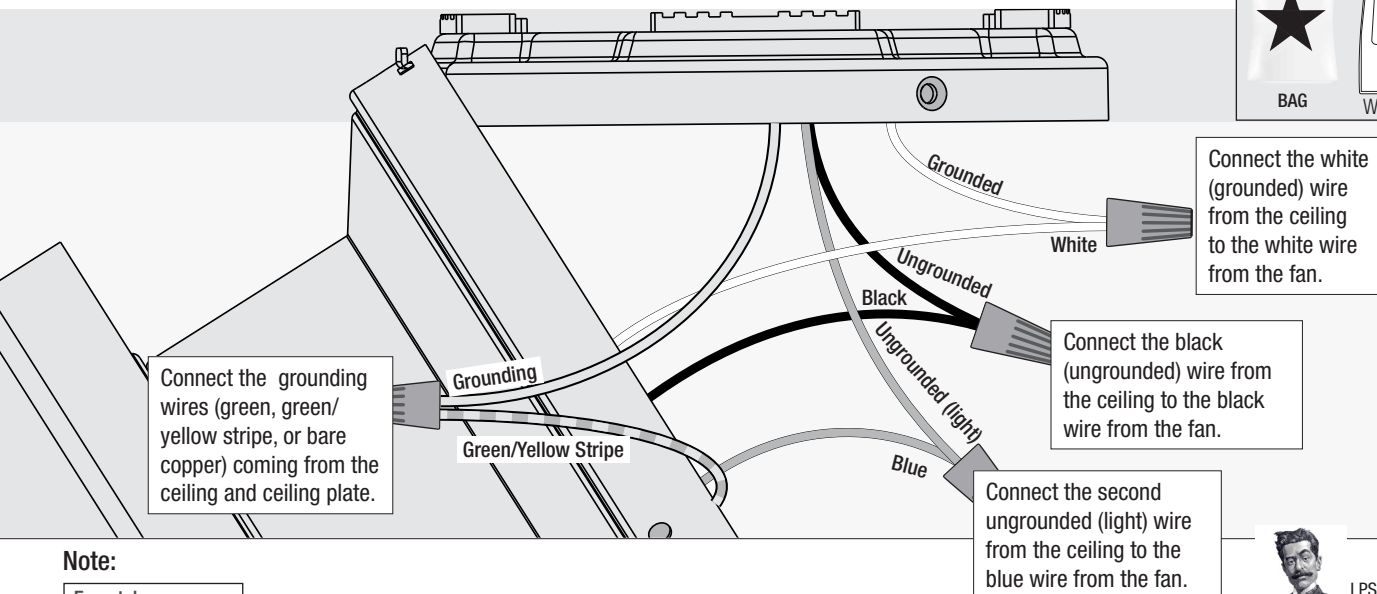 BAG
Grounded
Connect the white
(grounded) wire
from the ceiling
to the white wire
from the fan.
White
Ungrounded
Black
Connect the black
(ungrounded) wire from
the ceiling to the black
wire from the fan.
Ungrounded (light)
Blue
Connect the second
ungrounded (light) wire
from the ceiling to the
blue wire from the fan.
Grounding
Connect the grounding
wires (green, green/
yellow stripe, or bare
copper) coming from the
ceiling and ceiling plate.
Green/Yellow Stripe
Note: